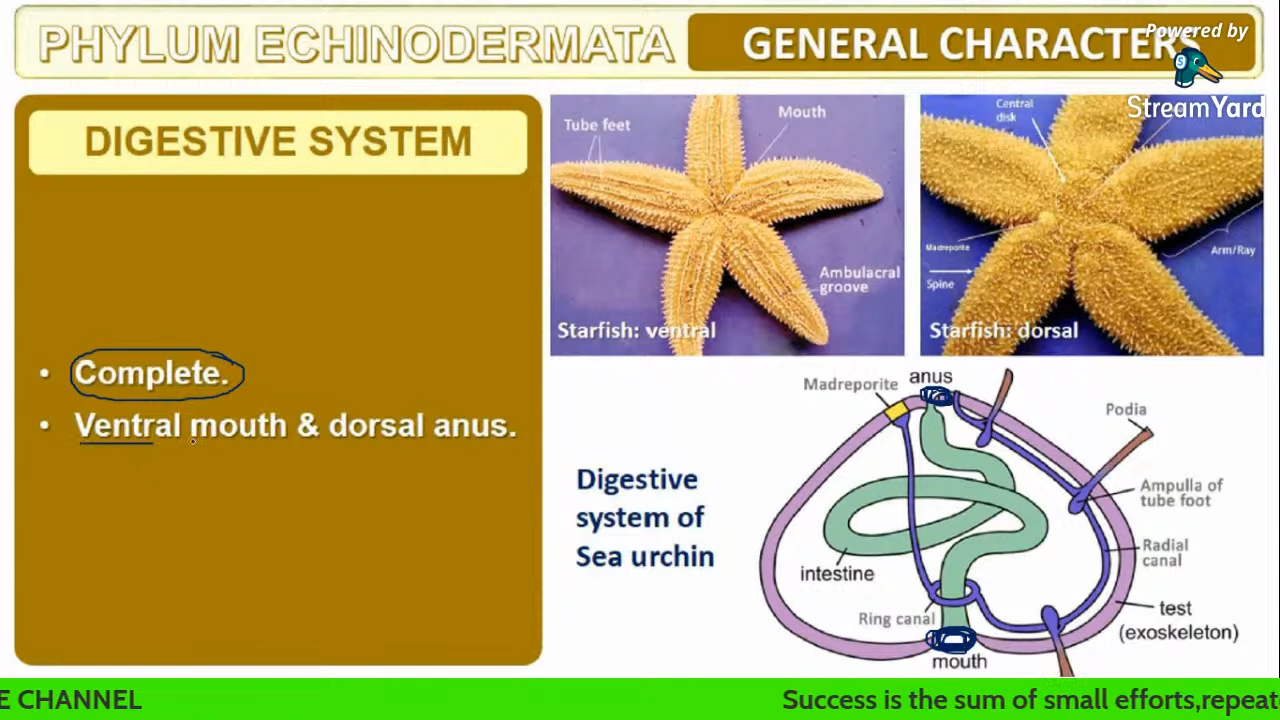 PHYLUM ECHINODERMATA
GENERAL CHARACTERS
Powered by
StreamYard
DIGESTIVE SYSTEM
• Complete.
• Ventral mouth & dorsal anus.
Tube feet
Mouth
Ambulacral
groove
Starfish: ventral
Central
disk
Madreporite
Arm/Ray
Spine
Starfish: dorsal
Digestive
system of
Sea urchin
Madreporite
anus
Podia
Ampulla of
tube foot
Radial
canal
intestine
Ring canal
test
(exoskeleton)
mouth
E CHANNEL
Success is the sum of small efforts,repeat